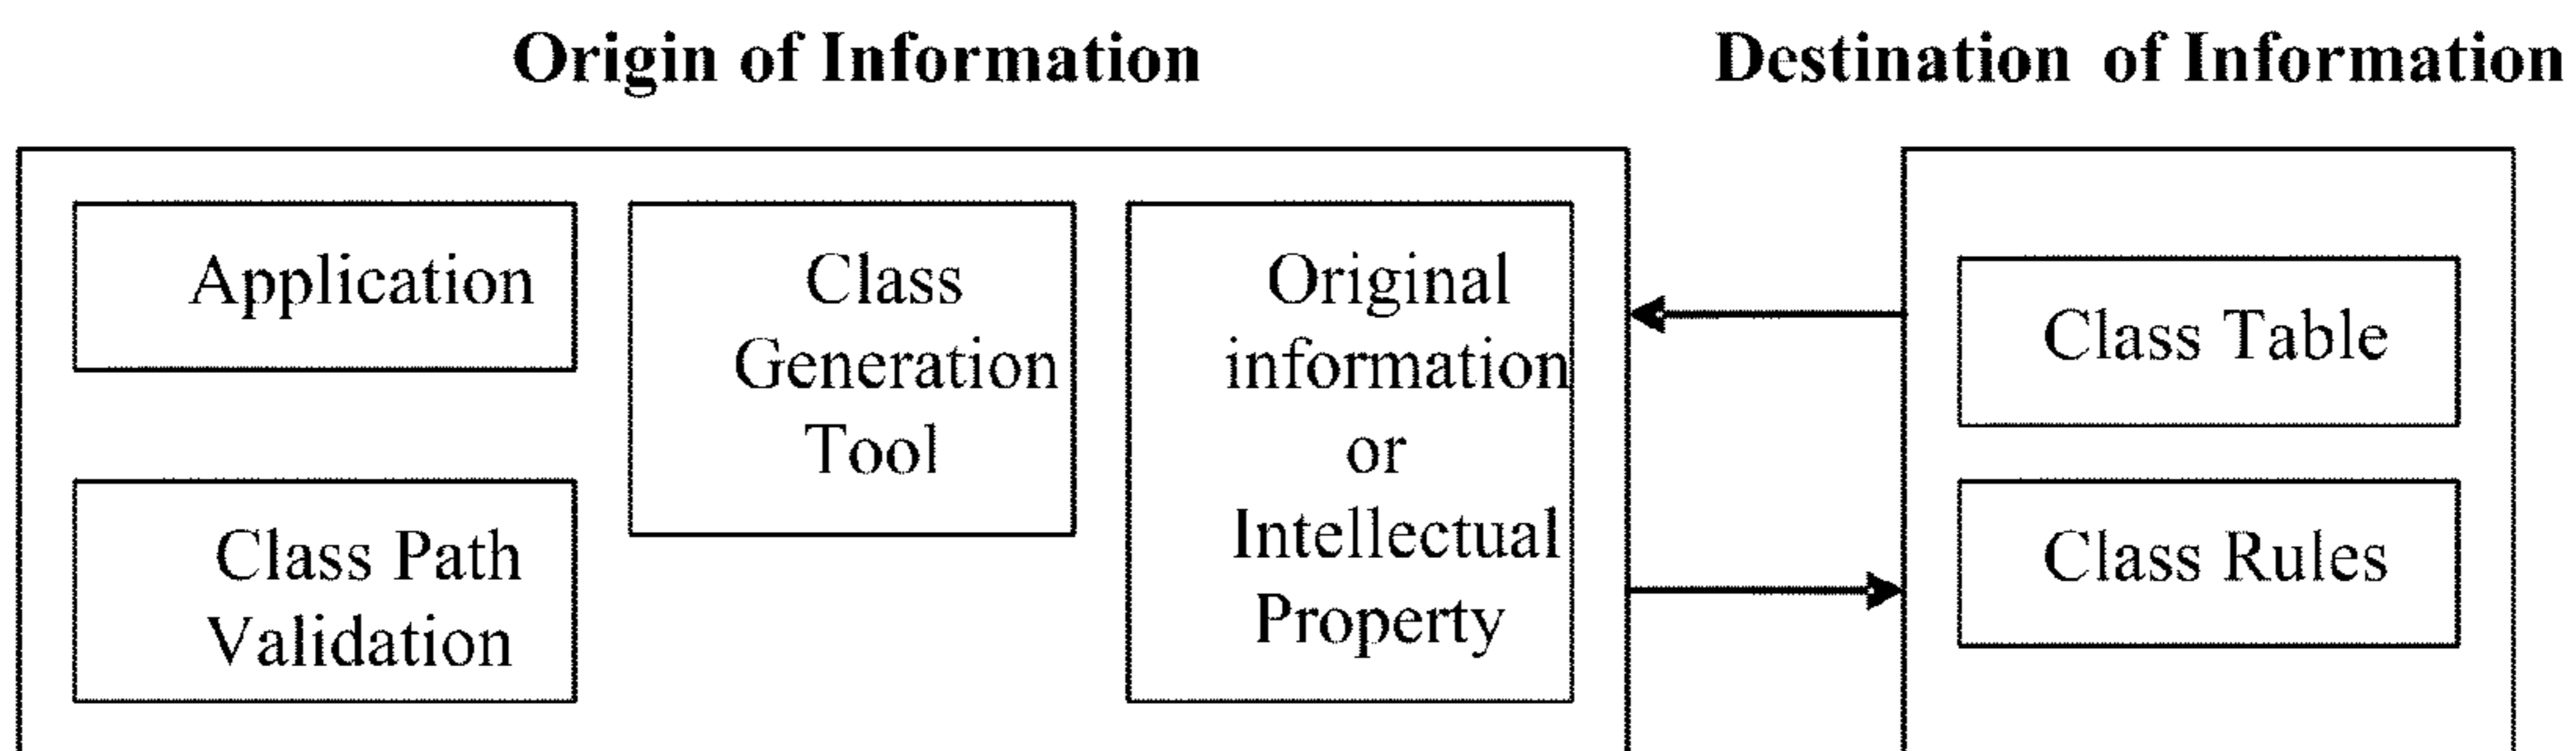 Origin of Information
Destination of Information
Application
Class Path
Validation
Class
Generation
Tool
Original
information
or
Intellectual
Property
Class Table
Class Rules